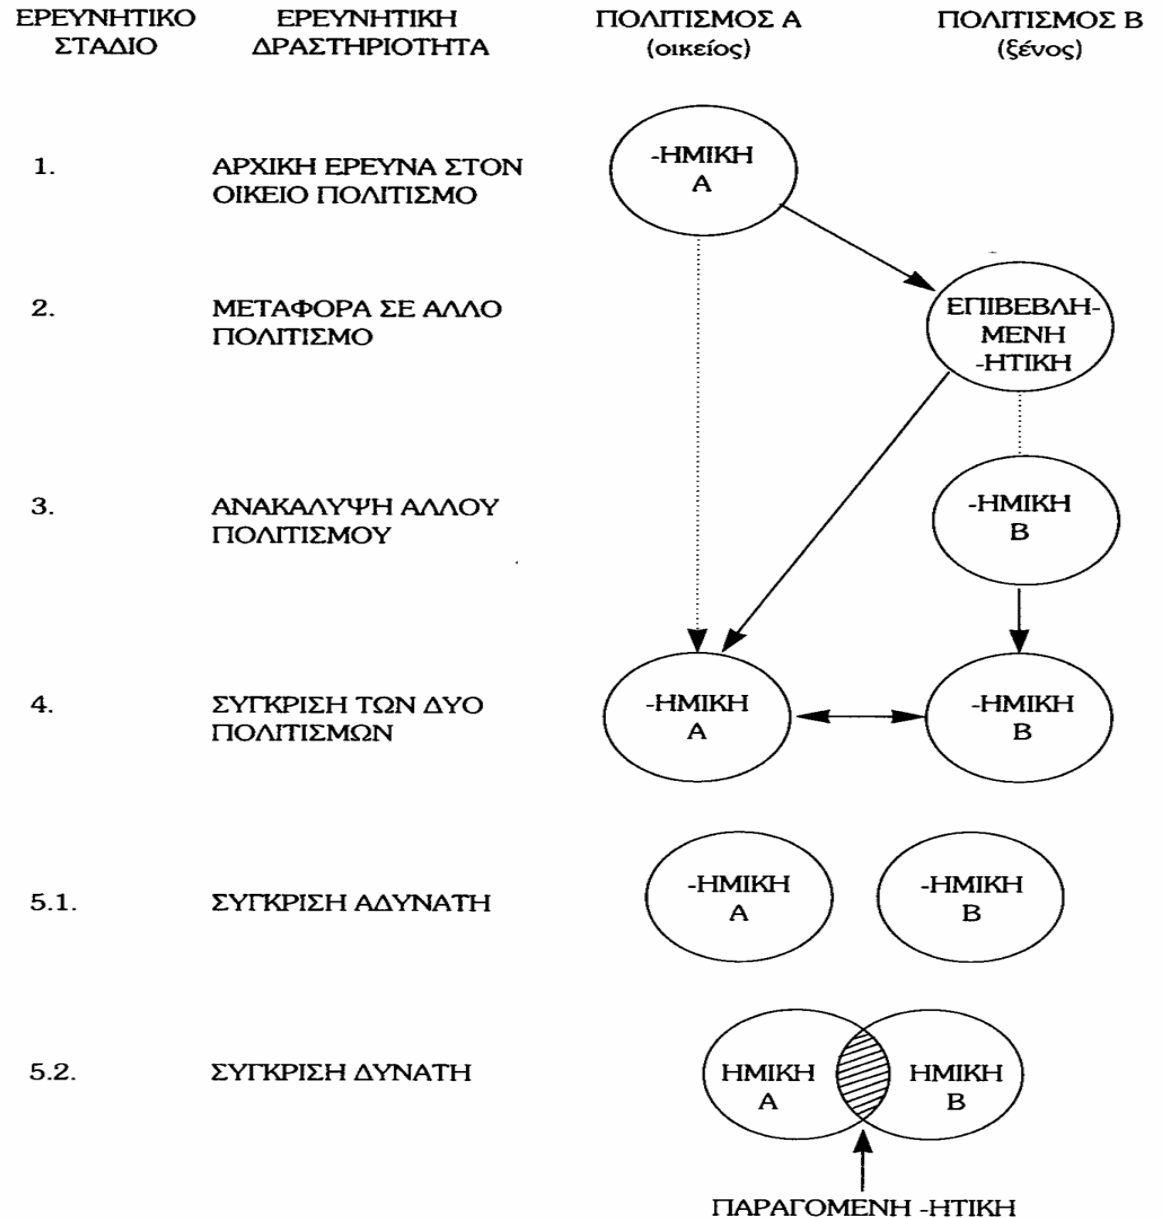 ΕΡΕΥΝΗΤΙΚΟ ΣΤΑΔΙΟ
ΕΡΕΥΝΗΤΙΚΗ ΔΡΑΣΤΗΡΙΟΤΗΤΑ
ΠΟΛΙΤΙΣΜΟΣ Α
(οικείος)
ΠΟΛΙΤΙΣΜΟΣ Β
(ξένος)
1.
ΑΡΧΙΚΗ ΕΡΕΥΝΑ ΣΤΟΝ
ΟΙΚΕΙΟ ΠΟΛΙΤΙΣΜΟ
-ΗΜΙΚΗ
Α
2.
ΜΕΤΑΦΟΡΑ ΣΕ ΑΛΛΟ
ΠΟΛΙΤΙΣΜΟ
ΕΠΙΒΕΒΛΗ-
ΜΕΝΗ
-ΗΤΙΚΗ
3.
ΑΝΑΚΑΛΥΨΗ ΑΛΛΟΥ
ΠΟΛΙΤΙΣΜΟΥ
-ΗΜΙΚΗ
Β
4.
ΣΥΓΚΡΙΣΗ ΤΩΝ ΔΥΟ
ΠΟΛΙΤΙΣΜΩΝ
-ΗΜΙΚΗ
Α
-ΗΜΙΚΗ
Β
5.1.
ΣΥΓΚΡΙΣΗ ΑΔΥΝΑΤΗ
-ΗΜΙΚΗ
Α
-ΗΜΙΚΗ
Β
5.2.
ΣΥΓΚΡΙΣΗ ΔΥΝΑΤΗ
ΗΜΙΚΗ
Α
ΗΜΙΚΗ
Β
ΠΑΡΑΓΟΜΕΝΗ -ΗΤΙΚΗ